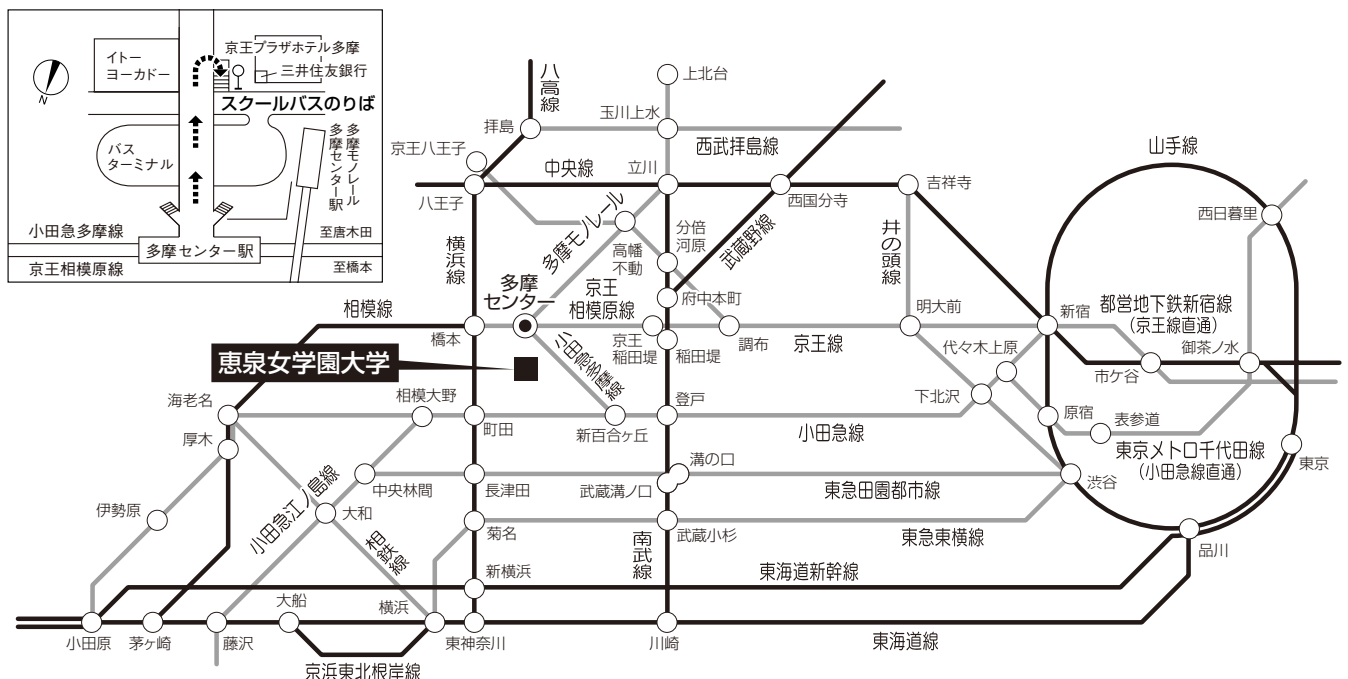 イトー
ヨーカドー
京王プラザホテル多摩
三井住友銀行
スクールバスのりば
N
バス
ターミナル
多摩モノレール
多摩センター駅
小田急多摩線
多摩センター駅
至唐木田
京王相模原線
至橋本
八高線
上北台
拝島
玉川上水
西武拝島線
京王八王子
中央線
立川
八王子
西国分寺
吉祥寺
山手線
西日暮里
多摩モノレール
横浜線
高幡
不動
分倍
河原
武蔵野線
井の頭線
多摩
センター
京王
相模原線
府中本町
相模線
橋本
京王
稲田堤
稲田堤
調布
京王線
明大前
新宿
都営地下鉄新宿線
(京王線直通)
代々木上原
御茶ノ水
市ケ谷
恵泉女学園大学
小田急多摩線
海老名
相模大野
町田
新百合ヶ丘
登戸
小田急線
下北沢
原宿
表参道
東京メトロ千代田線
(小田急線直通)
東京
厚木
中央林間
長津田
溝の口
武蔵溝ノ口
東急田園都市線
渋谷
伊勢原
小田急江ノ島線
大和
相鉄線
菊名
南武線
武蔵小杉
東急東横線
品川
新横浜
東海道新幹線
小田原
茅ヶ崎
藤沢
大船
横浜
東神奈川
川崎
東海道線
京浜東北根岸線